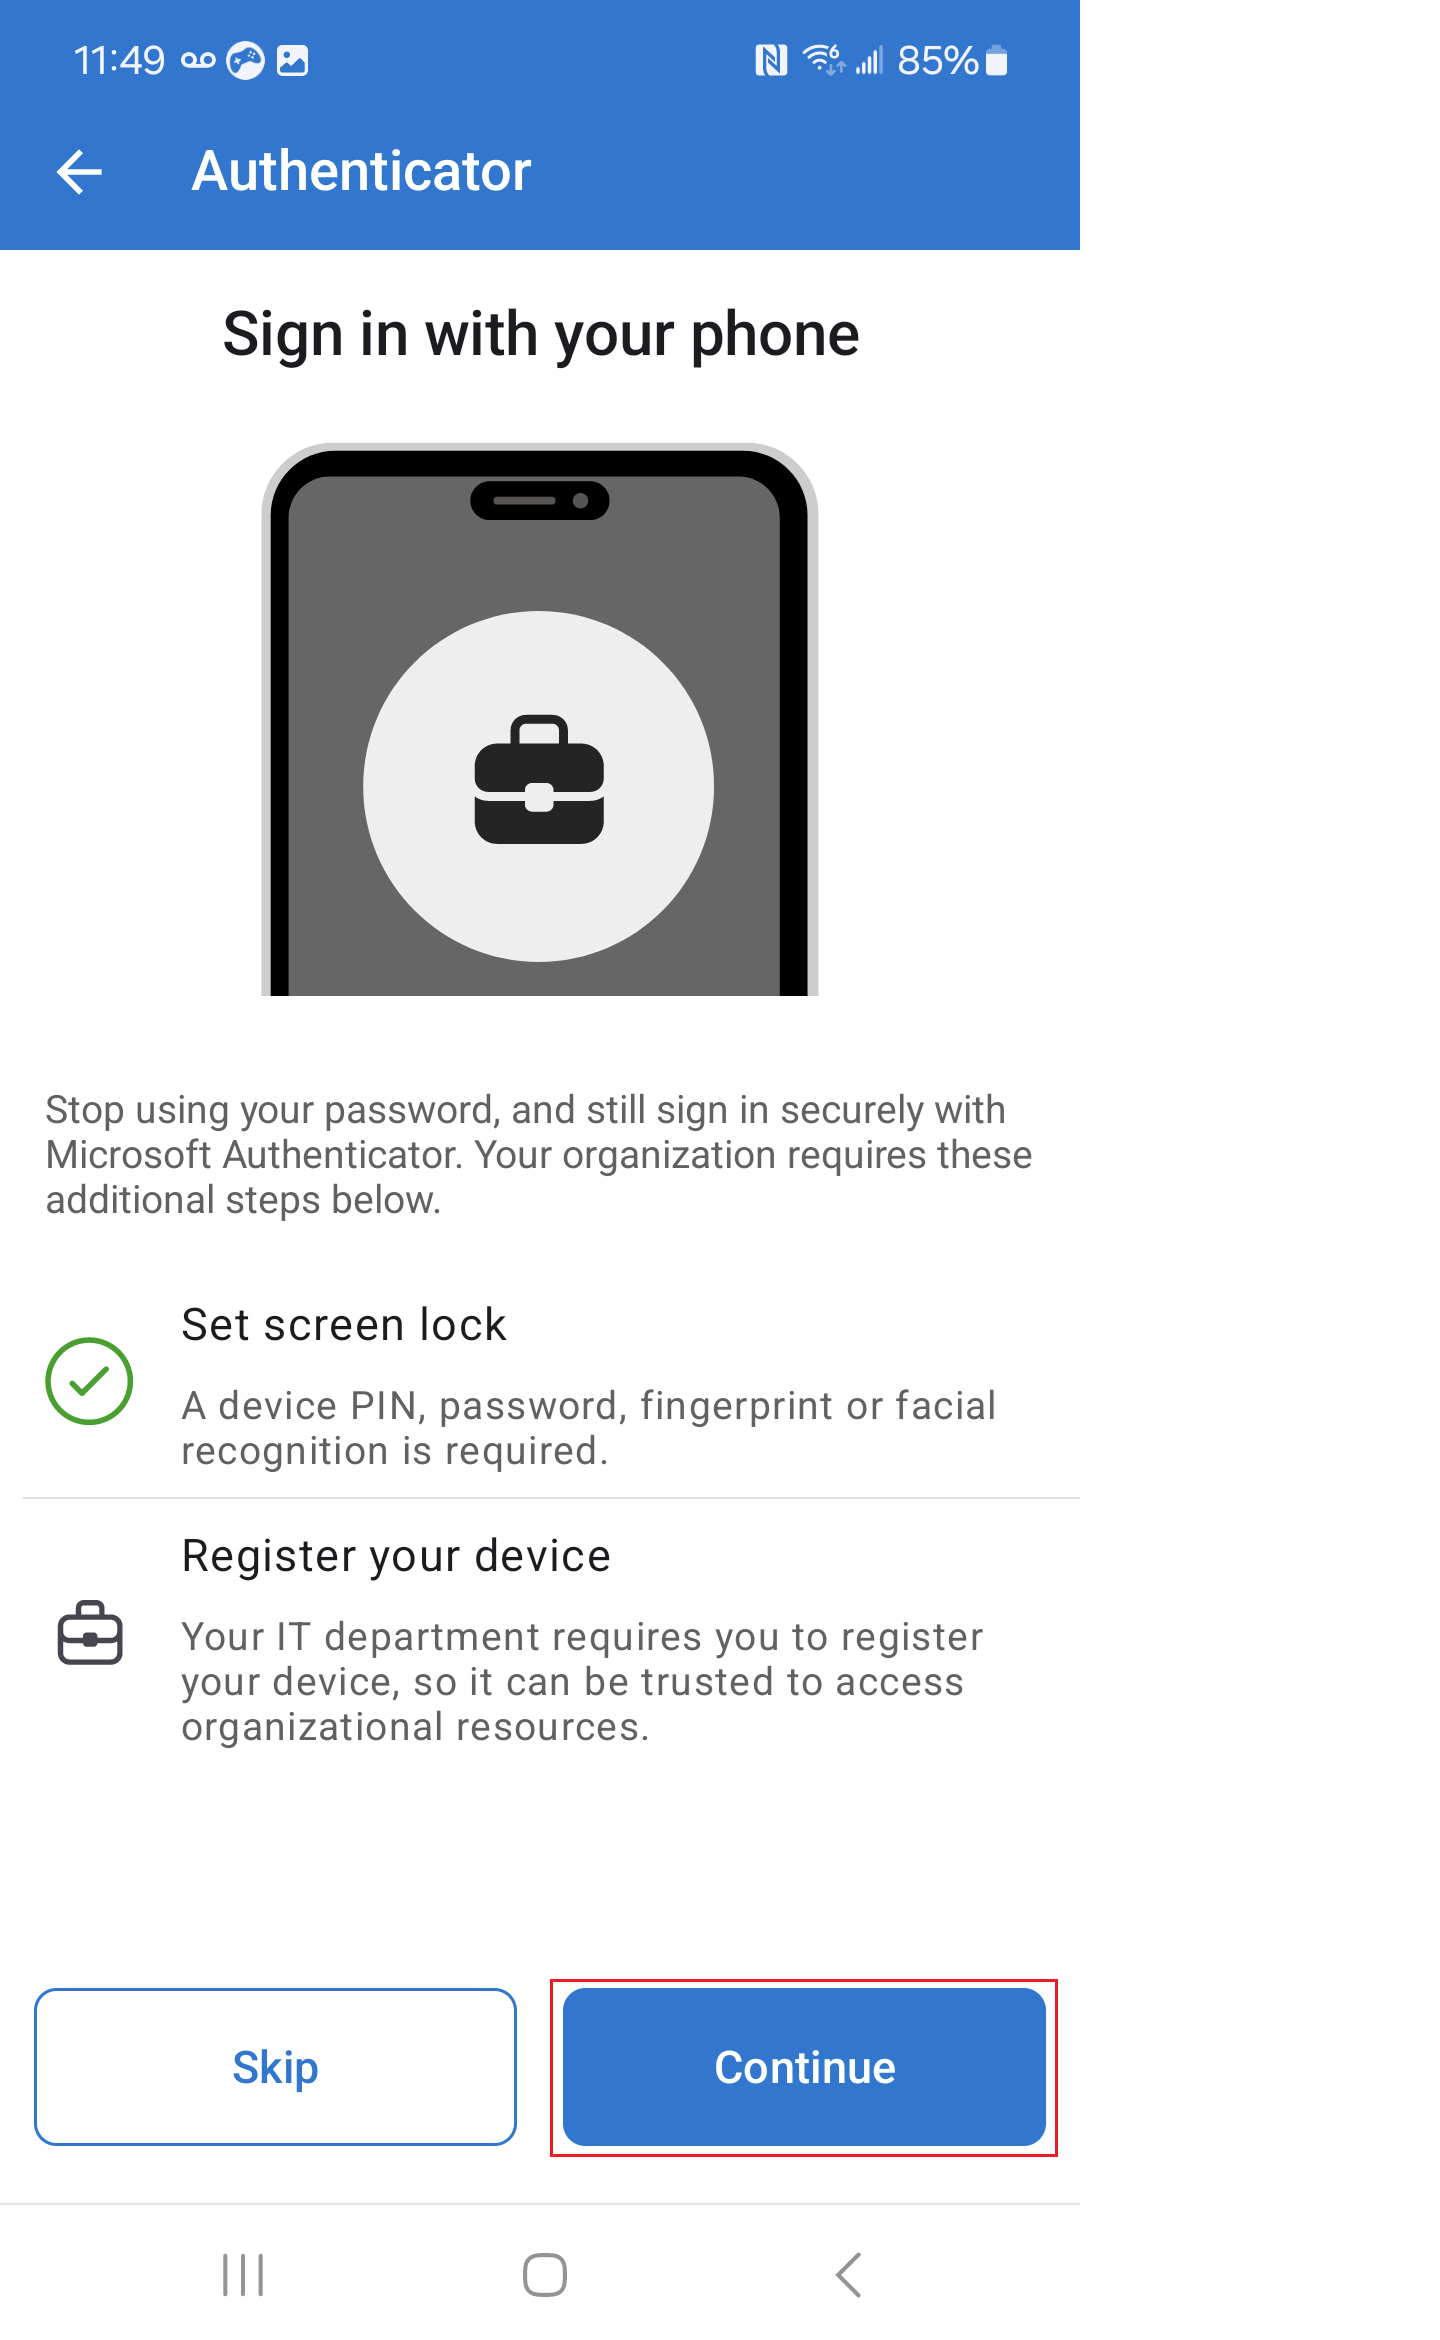 11:49
85%
Authenticator
Sign in with your phone
Stop using your password, and still sign in securely with
Microsoft Authenticator. Your organization requires these
additional steps below.
Set screen lock
A device PIN, password, fingerprint or facial
recognition is required.
Register your device
Your IT department requires you to register
your device, so it can be trusted to access
organizational resources.
Skip
Continue